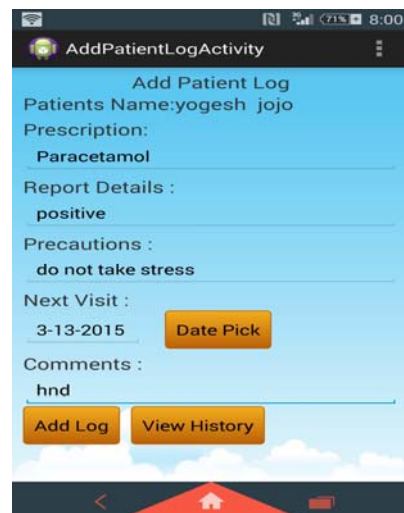 71% 8:00
AddPatientLogActivity
Add Patient Log
Patients Name:yogesh jojo
Prescription:
Paracetamol
Report Details :
positive
Precautions :
do not take stress
Next Visit :
3-13-2015 Date Pick
Comments :
hnd
Add Log View History